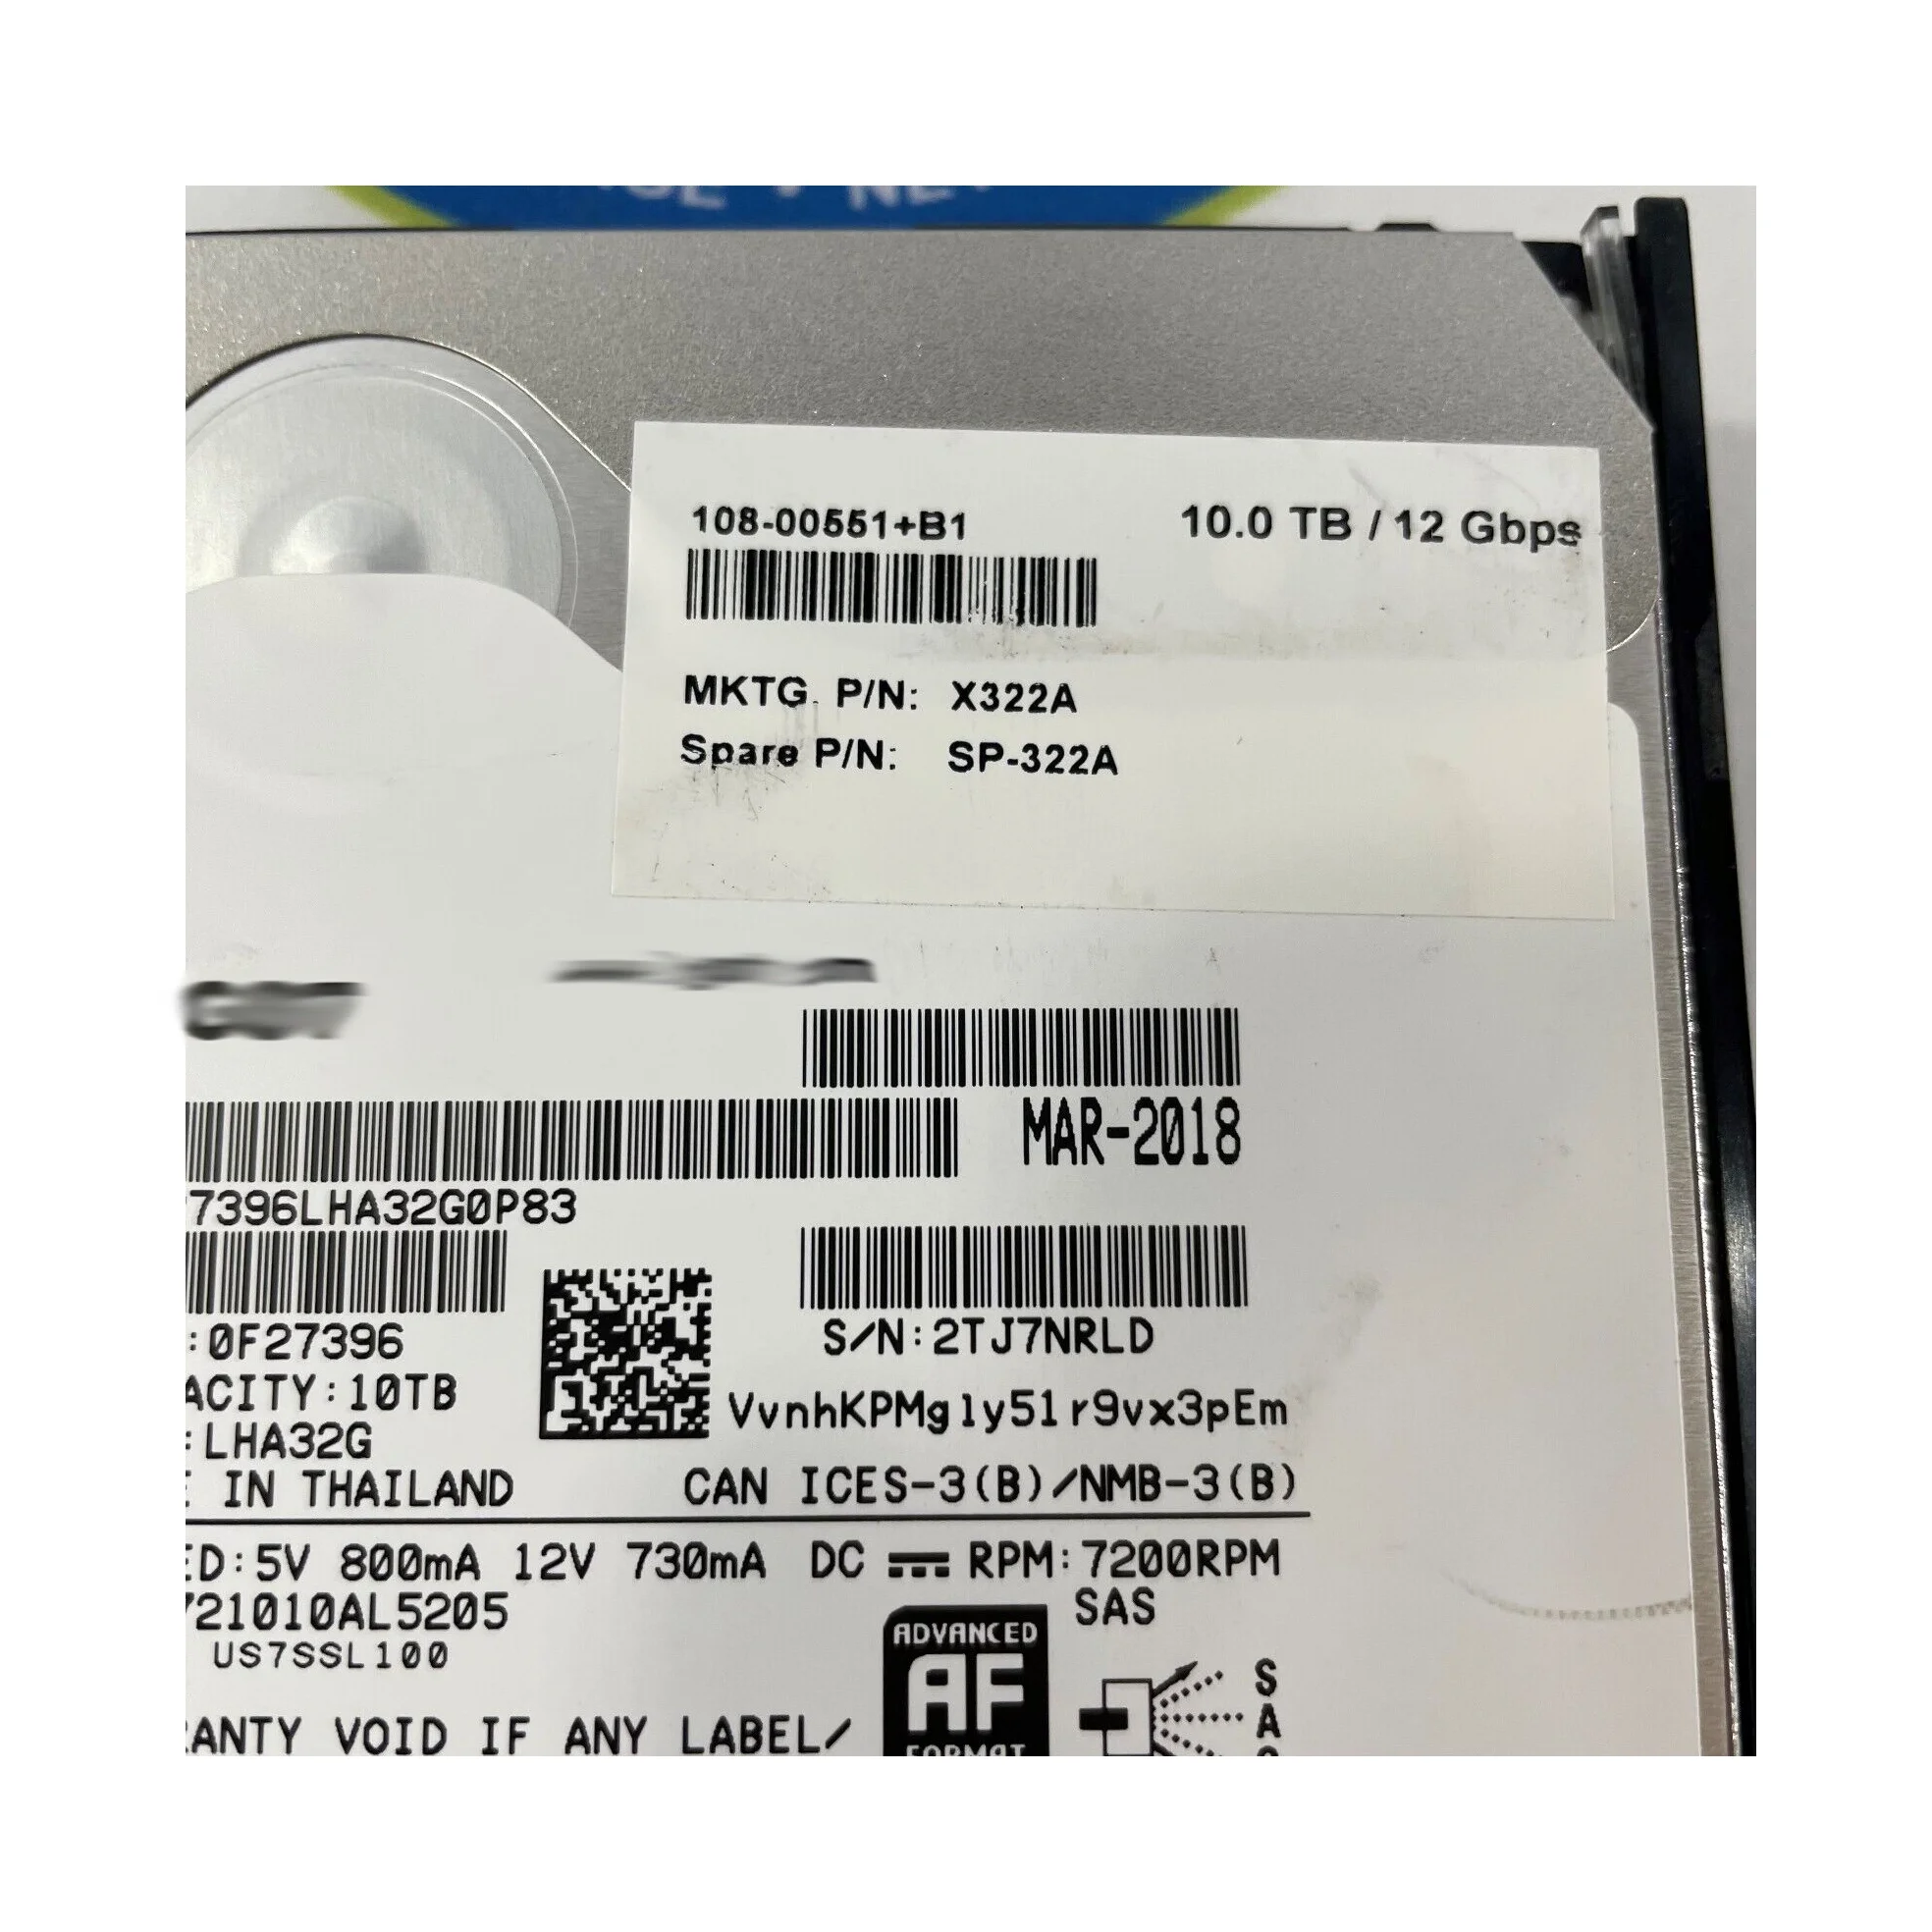 108-00551+B1
10.0 TB / 12 Gbps
MKTG. P/N: X322A
Spare P/N: SP-322A
MAR-2018
7396LHA32G0P83
:0F27396
S/N:2TJ7NRLD
ACITY:10TB
VvnhKPMgly51r9vx3pEm
:LHA32G
E IN THAILAND
CAN ICES-3(B)/NMB-3(B)
ED:5V 800mA 12V 730mA DC RPM:7200RPM
721010AL5205
SAS
US7SSL100
ADVANCED
AF
FORMAT
RANTY VOID IF ANY LABEL/
S
A